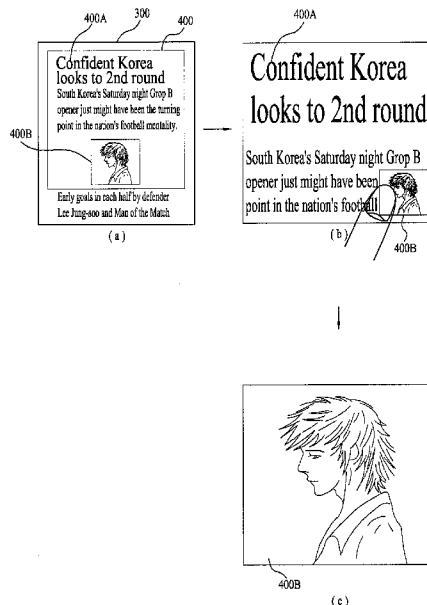 400A
300
400
Confident Korea
looks to 2nd round
South Korea's Saturday night Grop B
opener just might have been the turning
point in the nation's football mentality.
400B
Early goals in each half by defender
Lee Jung-soo and Man of the Match
(a)
400A
Confident Korea
looks to 2nd round
South Korea's Saturday night Grop B
opener just might have been
point in the nation's football
400B
(b)
400B
(c)